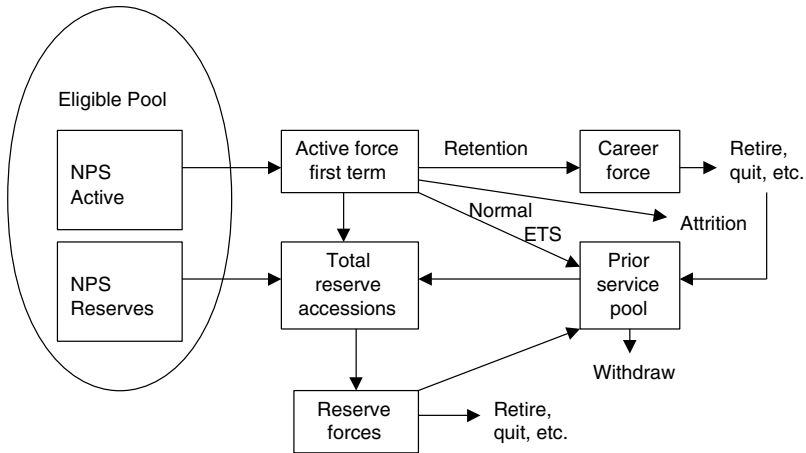 Eligible Pool
NPS
Active
Active force
first term
Retention
Career
force
Retire,
quit, etc.
Normal
ETS
Attrition
NPS
Reserves
Total
reserve
accessions
Prior
service
pool
Withdraw
Reserve
forces
Retire,
quit, etc.